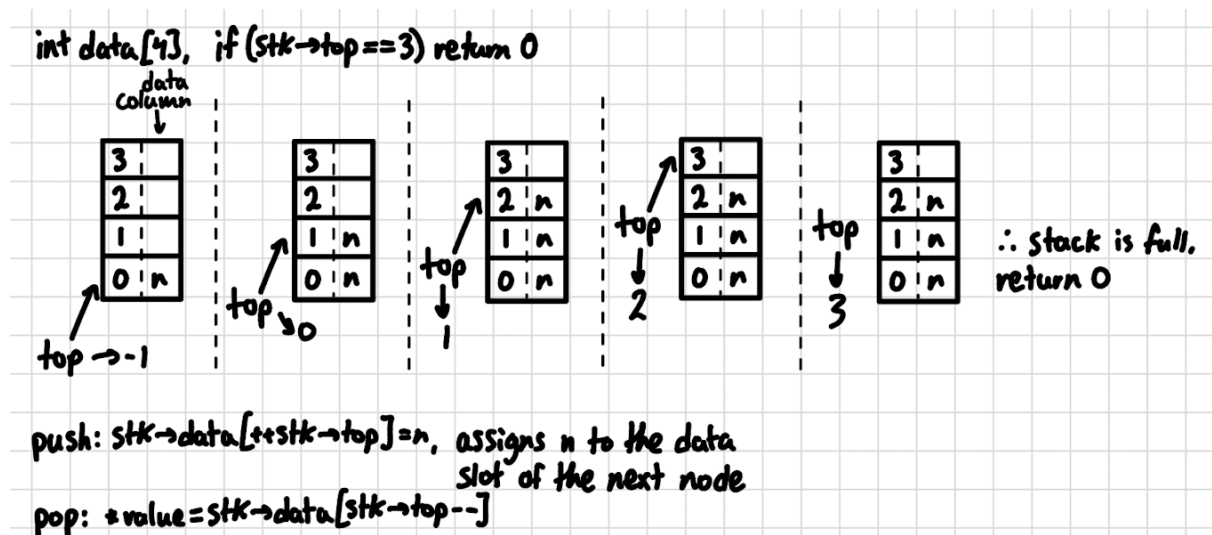 int data[4], if (stk→top==3) return 0
data
column
3
2
1
0 n
top → -1
3
2
1 n
0 n
top
0
3
2 n
1 n
0 n
top
1
3
2 n
1 n
0 n
top
2
3
2 n
1 n
0 n
top
3
∴ stack is full.
return 0
push: stk→data[++stk→top]=n, assigns n to the data
slot of the next node
pop: *value=stk→data[stk→top--]